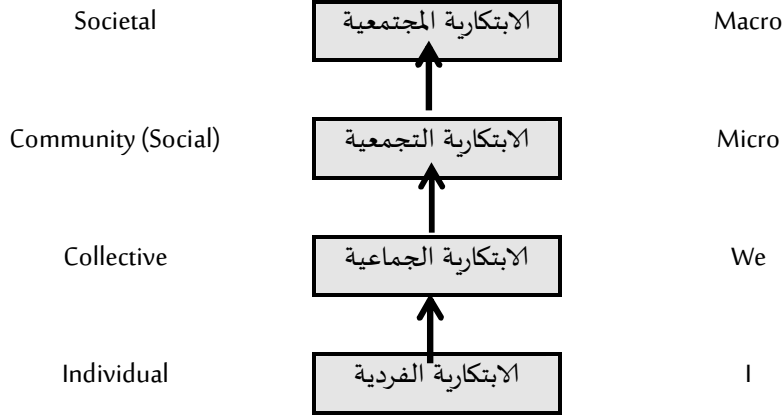 Societal الابتكارية المجتمعية Macro
Community (Social) الابتكارية التجمعية Micro
Collective الابتكارية الجماعية We
Individual الابتكارية الفردية I